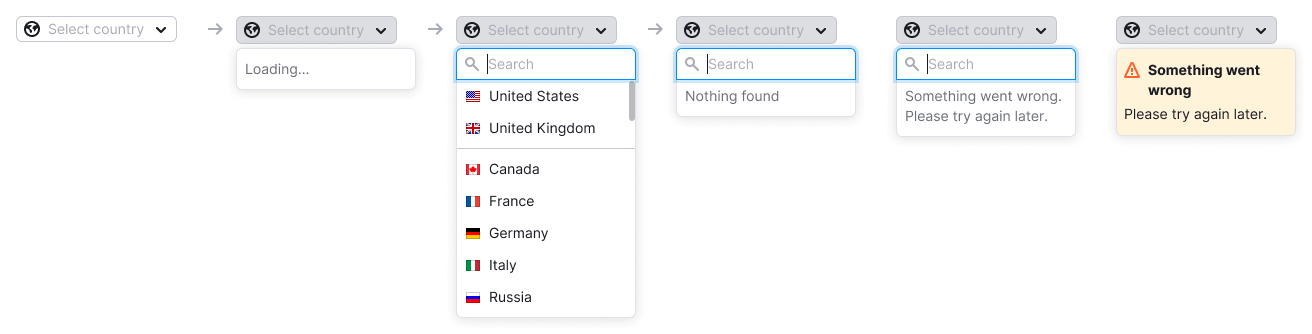 Select country
Select country
Loading...
Select country
Search
United States
United Kingdom
Canada
France
Germany
Italy
Russia
Select country
Search
Nothing found
Select country
Search
Something went wrong.
Please try again later.
Select country
Something went
wrong
Please try again later.